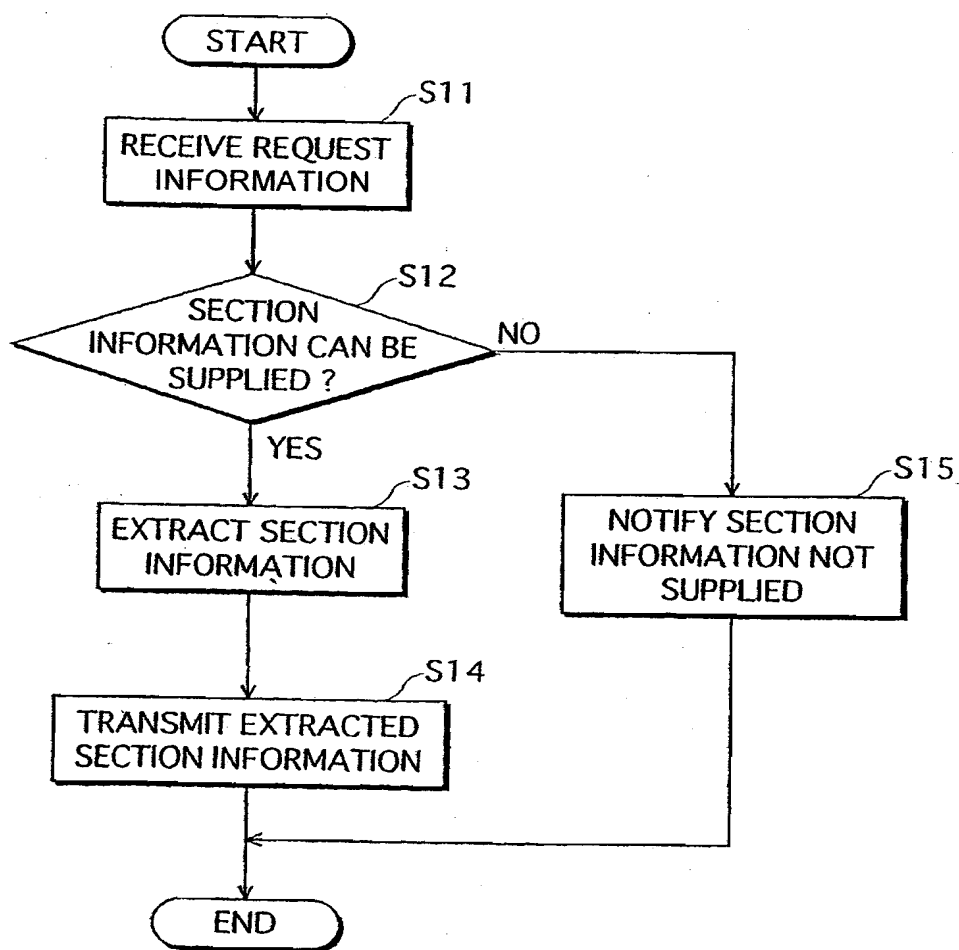 START
S11
RECEIVE REQUEST
INFORMATION
S12
SECTION
INFORMATION CAN BE
SUPPLIED ?
NO
YES
S13
EXTRACT SECTION
INFORMATION
S15
NOTIFY SECTION
INFORMATION NOT
SUPPLIED
S14
TRANSMIT EXTRACTED
SECTION INFORMATION
END